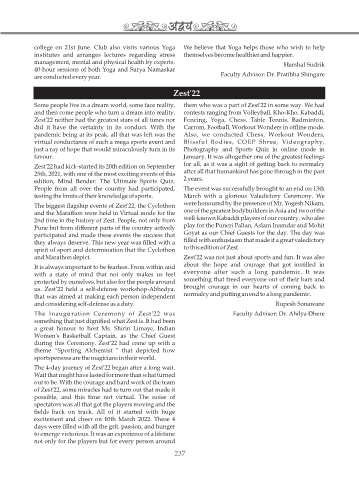 अद्वय
college on 21st June. Club also visits various Yoga
institutes and arranges lectures regarding stress
management, mental and physical health by experts.
40-hour sessions of both Yoga and Surya Namaskar
are conducted every year.
We believe that Yoga helps those who wish to help
themselves become healthier and happier.
Harshal Sudrik
Faculty Advisor: Dr. Pratibha Shingare
Zest'22
Some people live in a dream world, some face reality,
and then come people who turn a dream into reality.
Zest'22 neither had the greatest stars of all times nor
did it have the certainty in its conduct. With the
pandemic being at its peak, all that was left was the
virtual conductance of such a mega sports event and
just a ray of hope that would miraculously turn in its
favour.
Zest'22 had kick-started its 20th edition on September
25th, 2021, with one of the most exciting events of this
edition, Mind Bender: The Ultimate Sports Quiz.
People from all over the country had participated,
testing the limits of their knowledge of sports.
The biggest flagship events of Zest'22, the Cyclothon
and the Marathon were held in Virtual mode for the
2nd time in the history of Zest. People, not only from
Pune but from different parts of the country actively
participated and made these events the success that
they always deserve. This new year was filled with a
spirit of sport and determination that the Cyclothon
and Marathon depict.
It is always important to be fearless. From within and
with a state of mind that not only makes us feel
protected by ourselves, but also for the people around
us. Zest'22 held a self-defense workshop-Abhedya,
that was aimed at making each person independent
and considering self-defense as a duty.
The Inauguration Ceremony of Zest'22 was
something that just dignified what Zest is. It had been
a great honour to host Ms. Shirin Limaye, Indian
Women's Basketball Captain, as the Chief Guest
during this Ceremony. Zest'22 had come up with a
theme "Sporting Alchemist " that depicted how
sportspersons are the magicians in their world.
The 4-day journey of Zest'22 began after a long wait.
Wait that might have lasted for more than what turned
out to be. With the courage and hard work of the team
of Zest'22, some miracles had to turn out that made it
possible, and this time not virtual. The noise of
spectators was all that got the players moving and the
fields back on track. All of it started with huge
excitement and cheer on 10th March 2022. These 4
days were filled with all the grit, passion, and hunger
to emerge victorious. It was an experience of a lifetime
not only for the players but for every person around
them who was a part of Zest'22 in some way. We had
contests ranging from Volleyball, Kho-Kho, Kabaddi,
Fencing, Yoga, Chess, Table Tennis, Badminton,
Carrom, Football, Workout Wonders in offline mode.
Also, we conducted Chess, Workout Wonders,
Blissful Bodies, COEP Shree, Videography,
Photography and Sports Quiz in online mode in
January. It was altogether one of the greatest feelings
for all, as it was a sight of getting back to normalcy
after all that humankind has gone through in the past
2 years.
The event was successfully brought to an end on 13th
March with a glorious Valedictory Ceremony. We
were honoured by the presence of Mr. Yogesh Nikam,
one of the greatest body builders in Asia and two of the
well-known Kabaddi players of our country , who also
play for the Puneri Paltan, Aslam Inamdar and Mohit
Goyat as our Chief Guests for the day. The day was
filled with enthusiasm that made it a great valedictory
to this edition of Zest.
Zest'22 was not just about sports and fun. It was also
about the hope and courage that got instilled in
everyone after such a long pandemic. It was
something that freed everyone out of their bars and
brought courage in our hearts of coming back to
normalcy and putting an end to a long pandemic.
Rupesh Sonawane
Faculty Advisor: Dr. Abilya Dhere
237